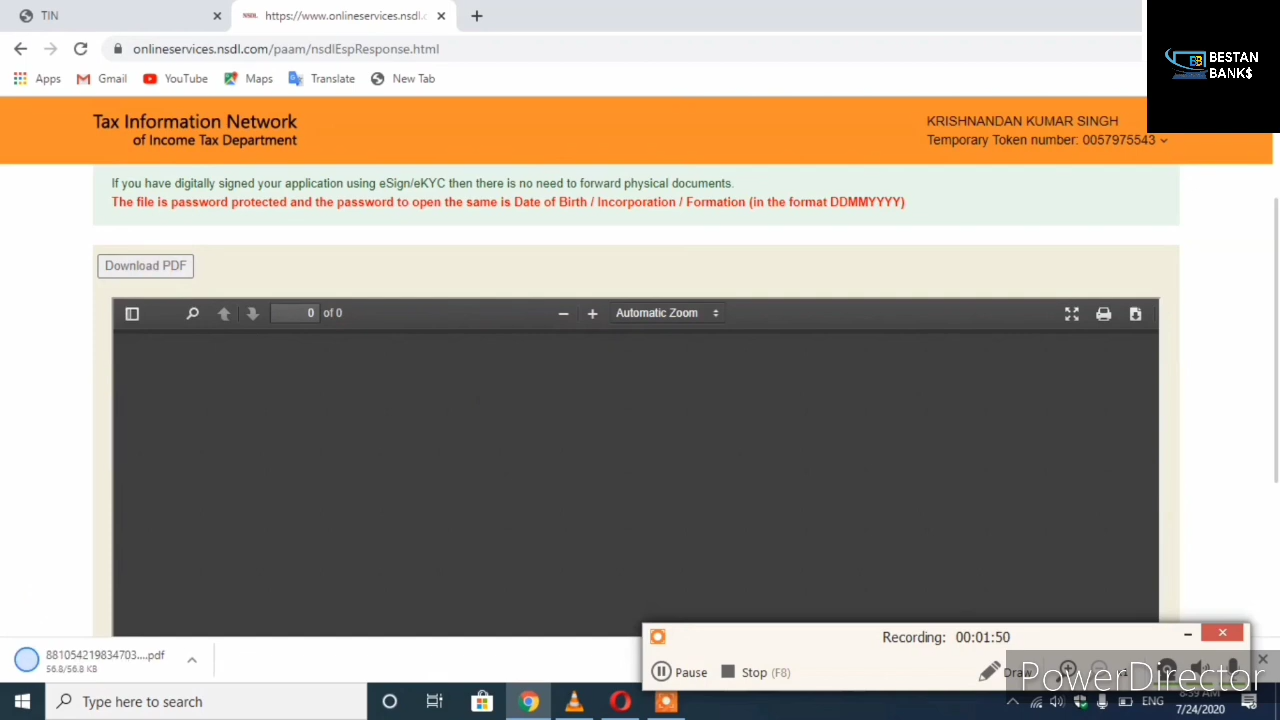 TIN
NSDL https://www.onlineservices.nsdl.c
onlineservices.nsdl.com/paam/nsdlEspResponse.html
Apps Gmail YouTube Maps Translate New Tab
BESTAN
BANK$
Tax Information Network
of Income Tax Department
KRISHNANDAN KUMAR SINGH
Temporary Token number: 0057975543
If you have digitally signed your application using eSign/eKYC then there is no need to forward physical documents.
The file is password protected and the password to open the same is Date of Birth / Incorporation / Formation (in the format DDMMYYYY)
Download PDF
0 of 0 Automatic Zoom
Recording: 00:01:50
881054219834703....pdf
56.8/56.8 KB
Pause Stop (F8) Draw
PowerDirector
Type here to search
ENG
8:59 AM
7/24/2020